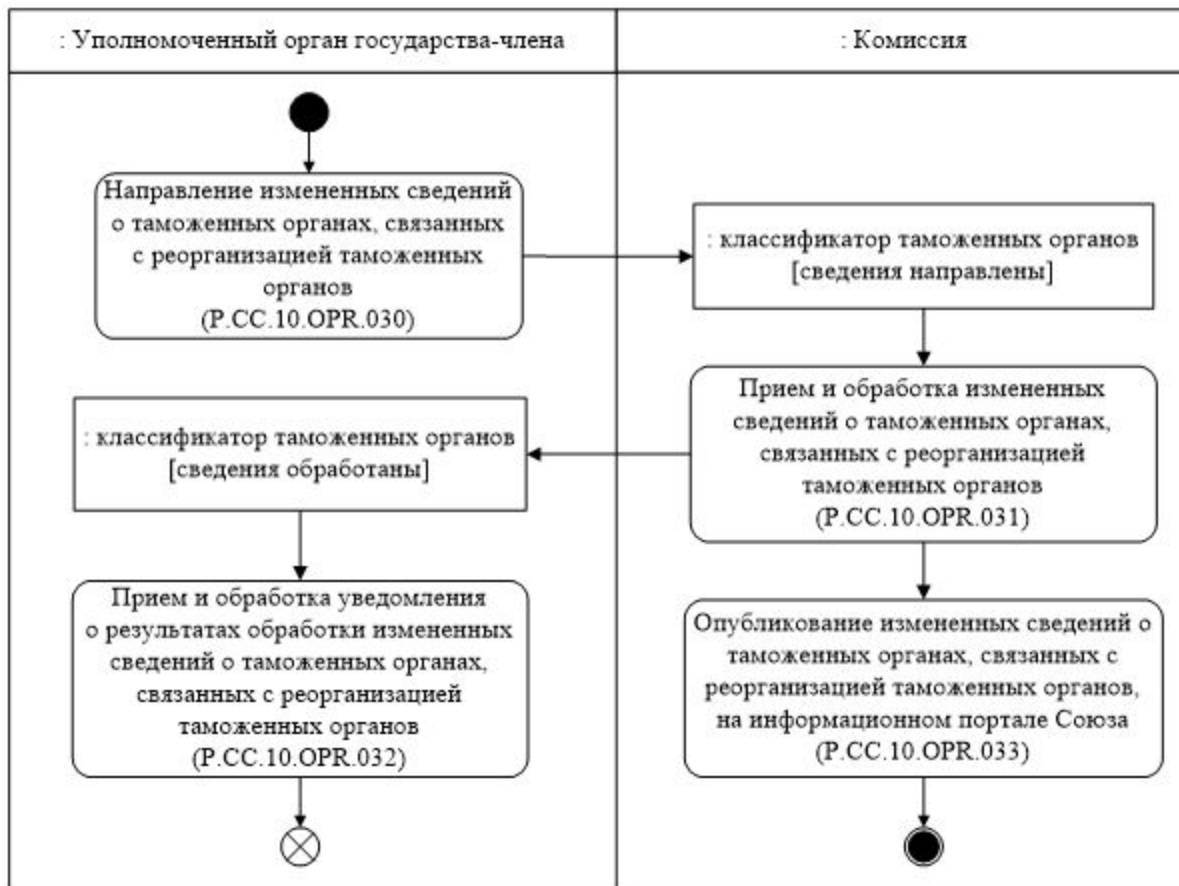 : Уполномоченный орган государства-члена
: Комиссия
Направление измененных сведений
о таможенных органах, связанных
с реорганизацией таможенных
органов
(P.CC.10.OPR.030)
: классификатор таможенных органов
[сведения направлены]
Прием и обработка измененных
сведений о таможенных органах,
связанных с реорганизацией
таможенных органов
(P.CC.10.OPR.031)
: классификатор таможенных органов
[сведения обработаны]
Прием и обработка уведомления
о результатах обработки измененных
сведений о таможенных органах,
связанных с реорганизацией
таможенных органов
(P.CC.10.OPR.032)
Опубликование измененных сведений о
таможенных органах, связанных с
реорганизацией таможенных органов,
на информационном портале Союза
(P.CC.10.OPR.033)